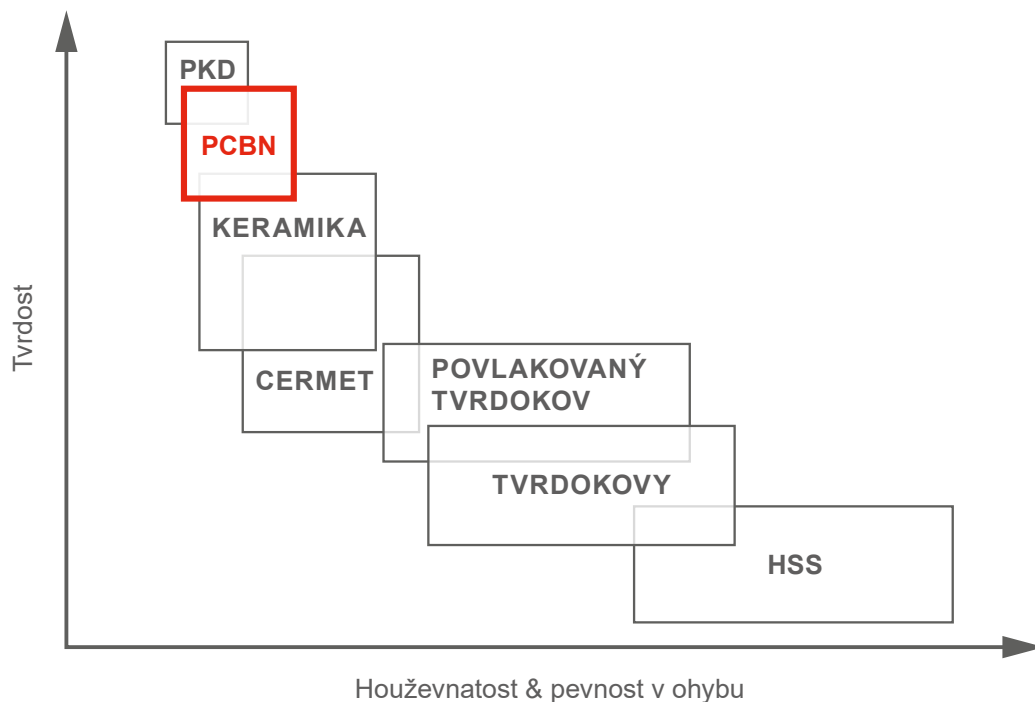 PKD
PCBN
KERAMIKA
CERMET
POVLAKOVANÝ
TVRDOKOV
TVRDOKOVY
HSS
Tvrdost
Houževnatost & pevnost v ohybu